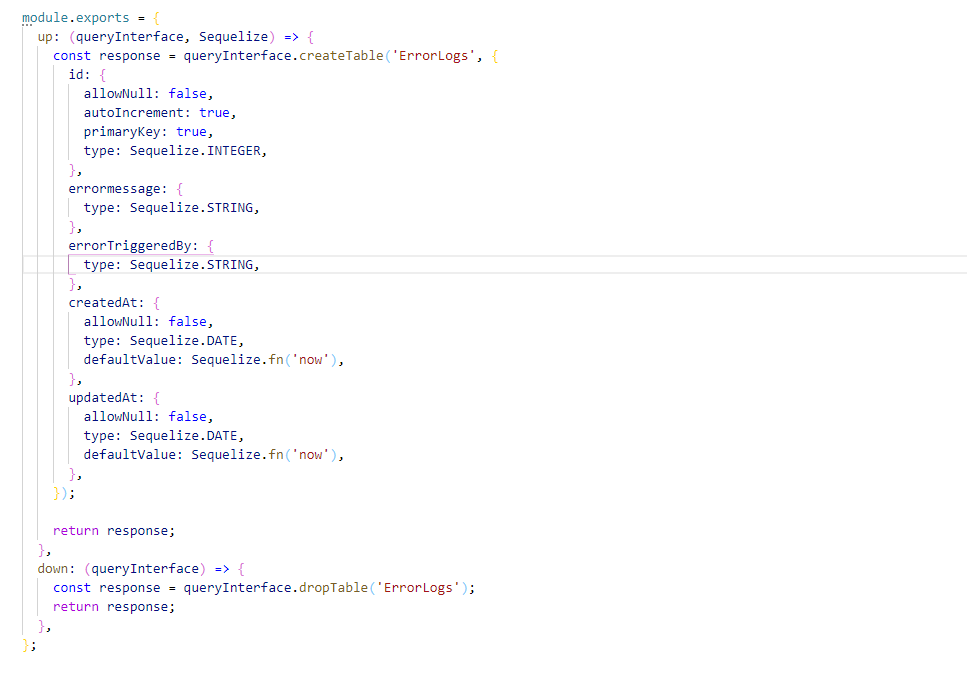 module.exports = {
  up: (queryInterface, Sequelize) => {
    const response = queryInterface.createTable('ErrorLogs', {
      id: {
        allowNull: false,
        autoIncrement: true,
        primaryKey: true,
        type: Sequelize.INTEGER,
      },
      errormessage: {
        type: Sequelize.STRING,
      },
      errorTriggeredBy: {
        type: Sequelize.STRING,
      },
      createdAt: {
        allowNull: false,
        type: Sequelize.DATE,
        defaultValue: Sequelize.fn('now'),
      },
      updatedAt: {
        allowNull: false,
        type: Sequelize.DATE,
        defaultValue: Sequelize.fn('now'),
      },
    });

    return response;
  },
  down: (queryInterface) => {
    const response = queryInterface.dropTable('ErrorLogs');
    return response;
  },
};